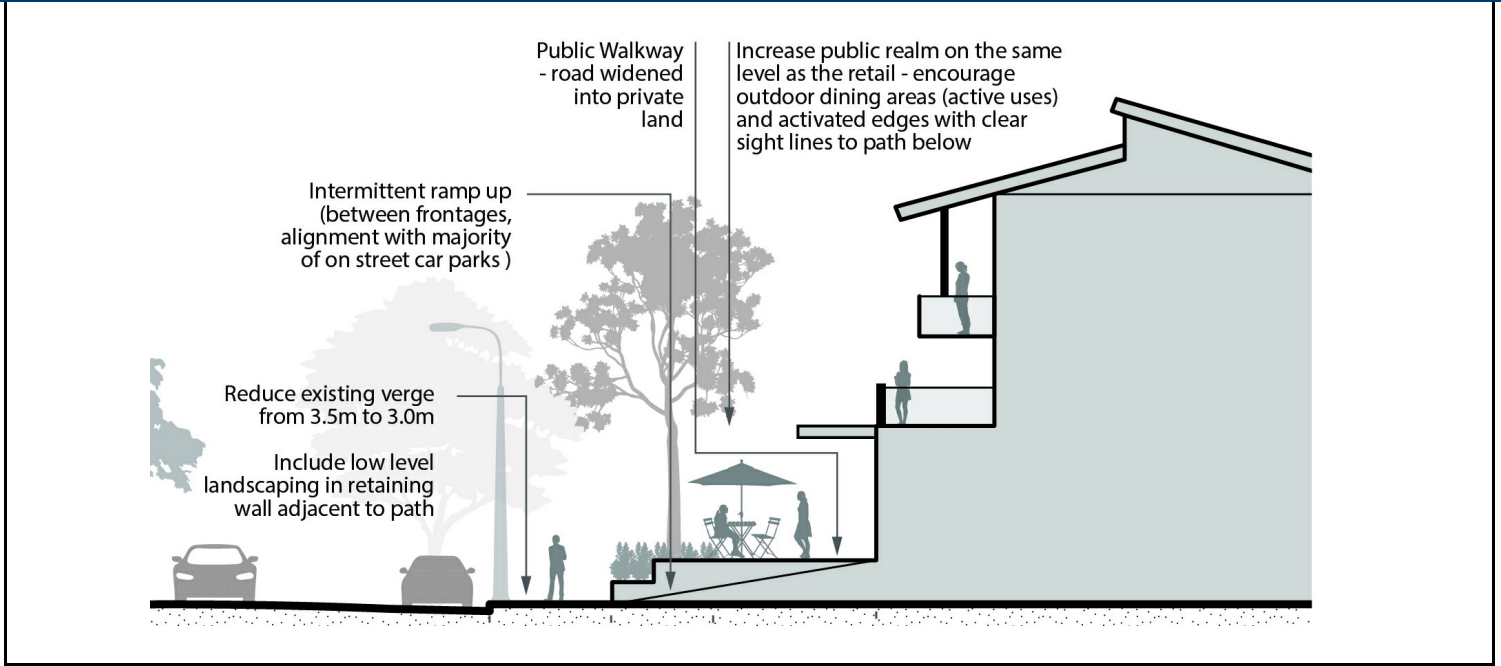 Public Walkway
- road widened
into private
land
Increase public realm on the same
level as the retail - encourage
outdoor dining areas (active uses)
and activated edges with clear
sight lines to path below
Intermittent ramp up
(between frontages,
alignment with majority
of on street car parks )
Reduce existing verge
from 3.5m to 3.0m
Include low level
landscaping in retaining
wall adjacent to path